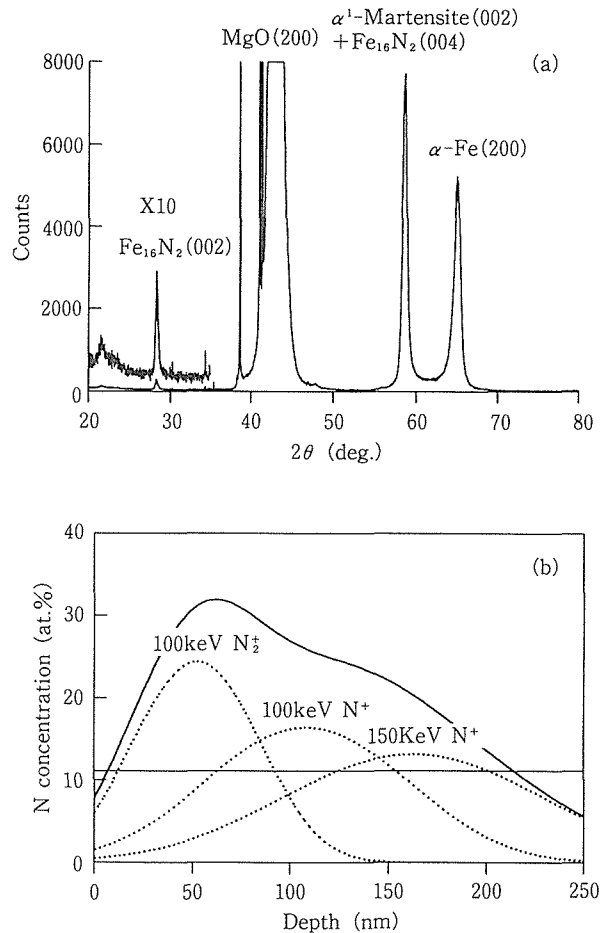 α¹-Martensite(002)
MgO(200) +Fe₁₆N₂(004)
(a)
α-Fe(200)
X10
Fe₁₆N₂(002)
8000
6000
4000
2000
0
Counts
20 30 40 50 60 70 80
2θ (deg.)
(b)
40
30
20
10
0
N concentration (at.%)
100keV N₂⁺
100keV N⁺
150KeV N⁺
0 50 100 150 200 250
Depth (nm)